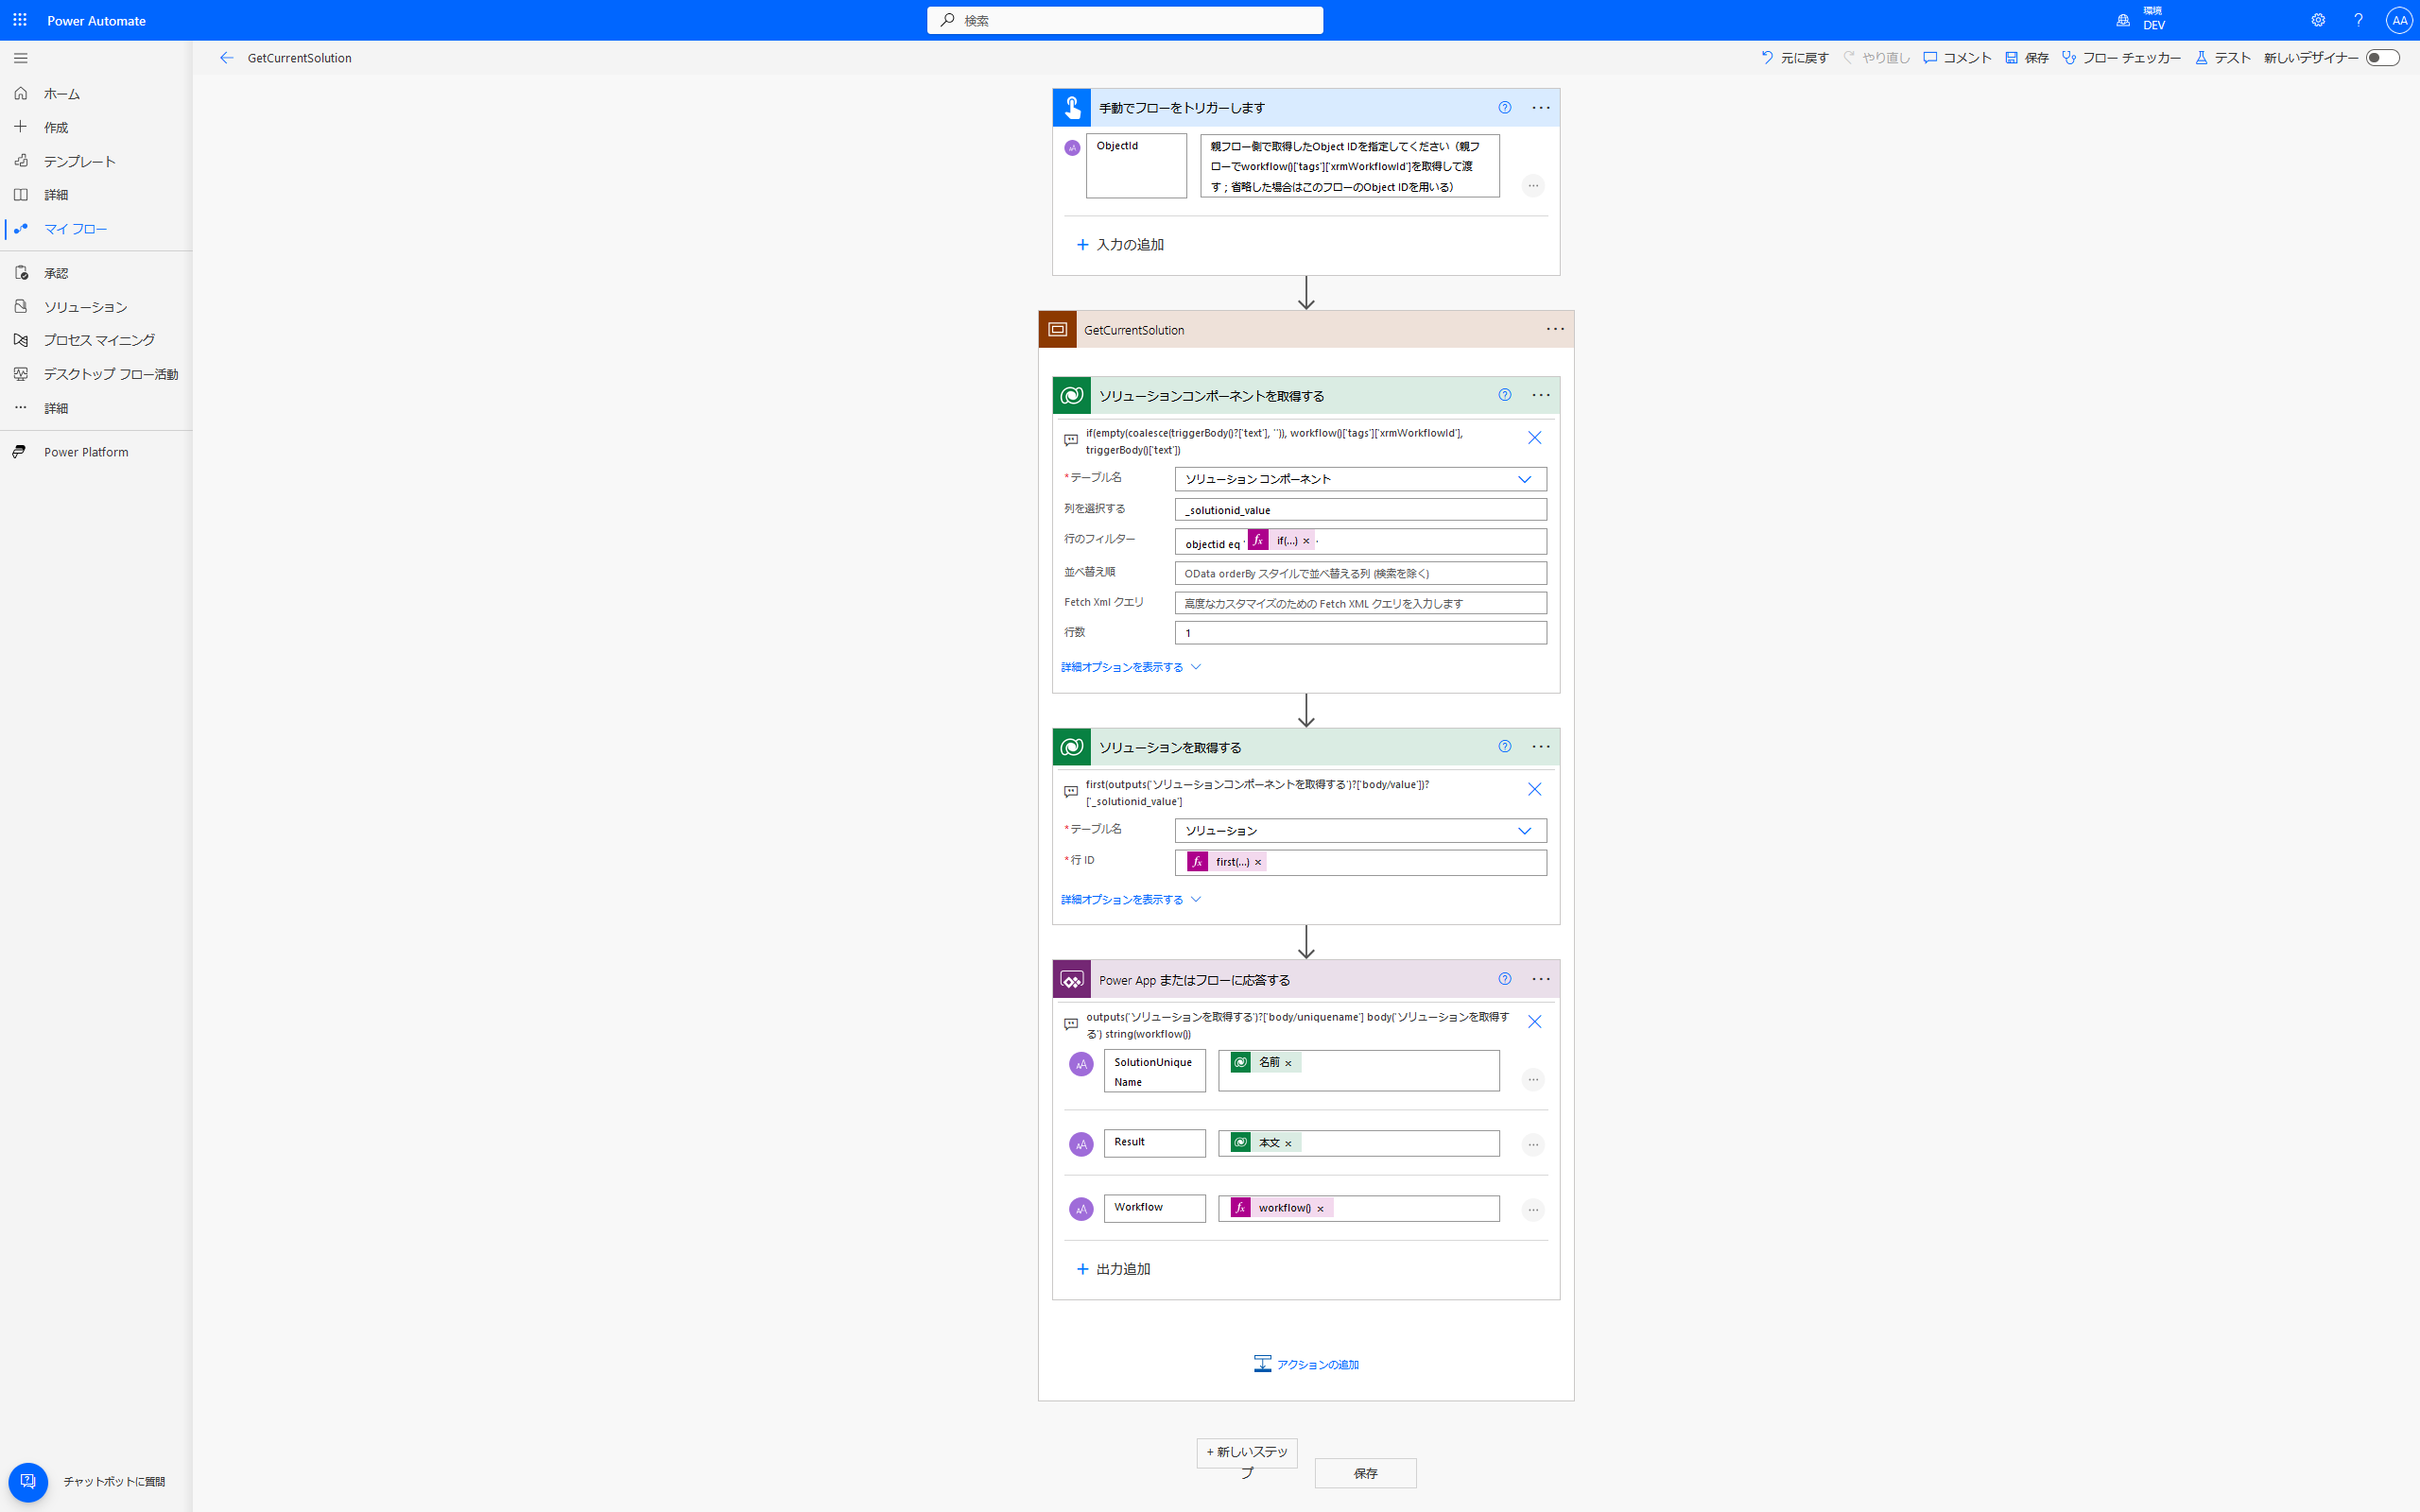 Power Automate
検索
環境
DEV
AA
GetCurrentSolution
元に戻す
やり直し
コメント
保存
フロー チェッカー
テスト
新しいデザイナー
ホーム
作成
テンプレート
詳細
マイ フロー
承認
ソリューション
プロセス マイニング
デスクトップ フロー活動
詳細
Power Platform
チャットボットに質問
手動でフローをトリガーします
ObjectId
親フロー側で取得したObject IDを指定してください（親フ
ローでworkflow()['tags']['xrmWorkflowId']を取得して渡
す；省略した場合はこのフローのObject IDを用いる）
入力の追加
GetCurrentSolution
ソリューションコンポーネントを取得する
if(empty(coalesce(triggerBody()?['text'], '')), workflow()['tags']['xrmWorkflowId'],
triggerBody()['text'])
*テーブル名
ソリューション コンポーネント
列を選択する
_solutionid_value
行のフィルター
objectid eq ' if(...) × '
並べ替え順
OData orderBy スタイルで並べ替える列 (検索を除く)
Fetch Xml クエリ
高度なカスタマイズのための Fetch XML クエリを入力します
行数
1
詳細オプションを表示する
ソリューションを取得する
first(outputs('ソリューションコンポーネントを取得する')?['body/value'])?
['_solutionid_value']
*テーブル名
ソリューション
*行 ID
first(...) ×
詳細オプションを表示する
Power App またはフローに応答する
outputs('ソリューションを取得する')?['body/uniquename'] body('ソリューションを取得す
る') string(workflow())
SolutionUnique
Name
名前 ×
Result
本文 ×
Workflow
workflow() ×
出力追加
アクションの追加
+ 新しいステッ
プ
保存